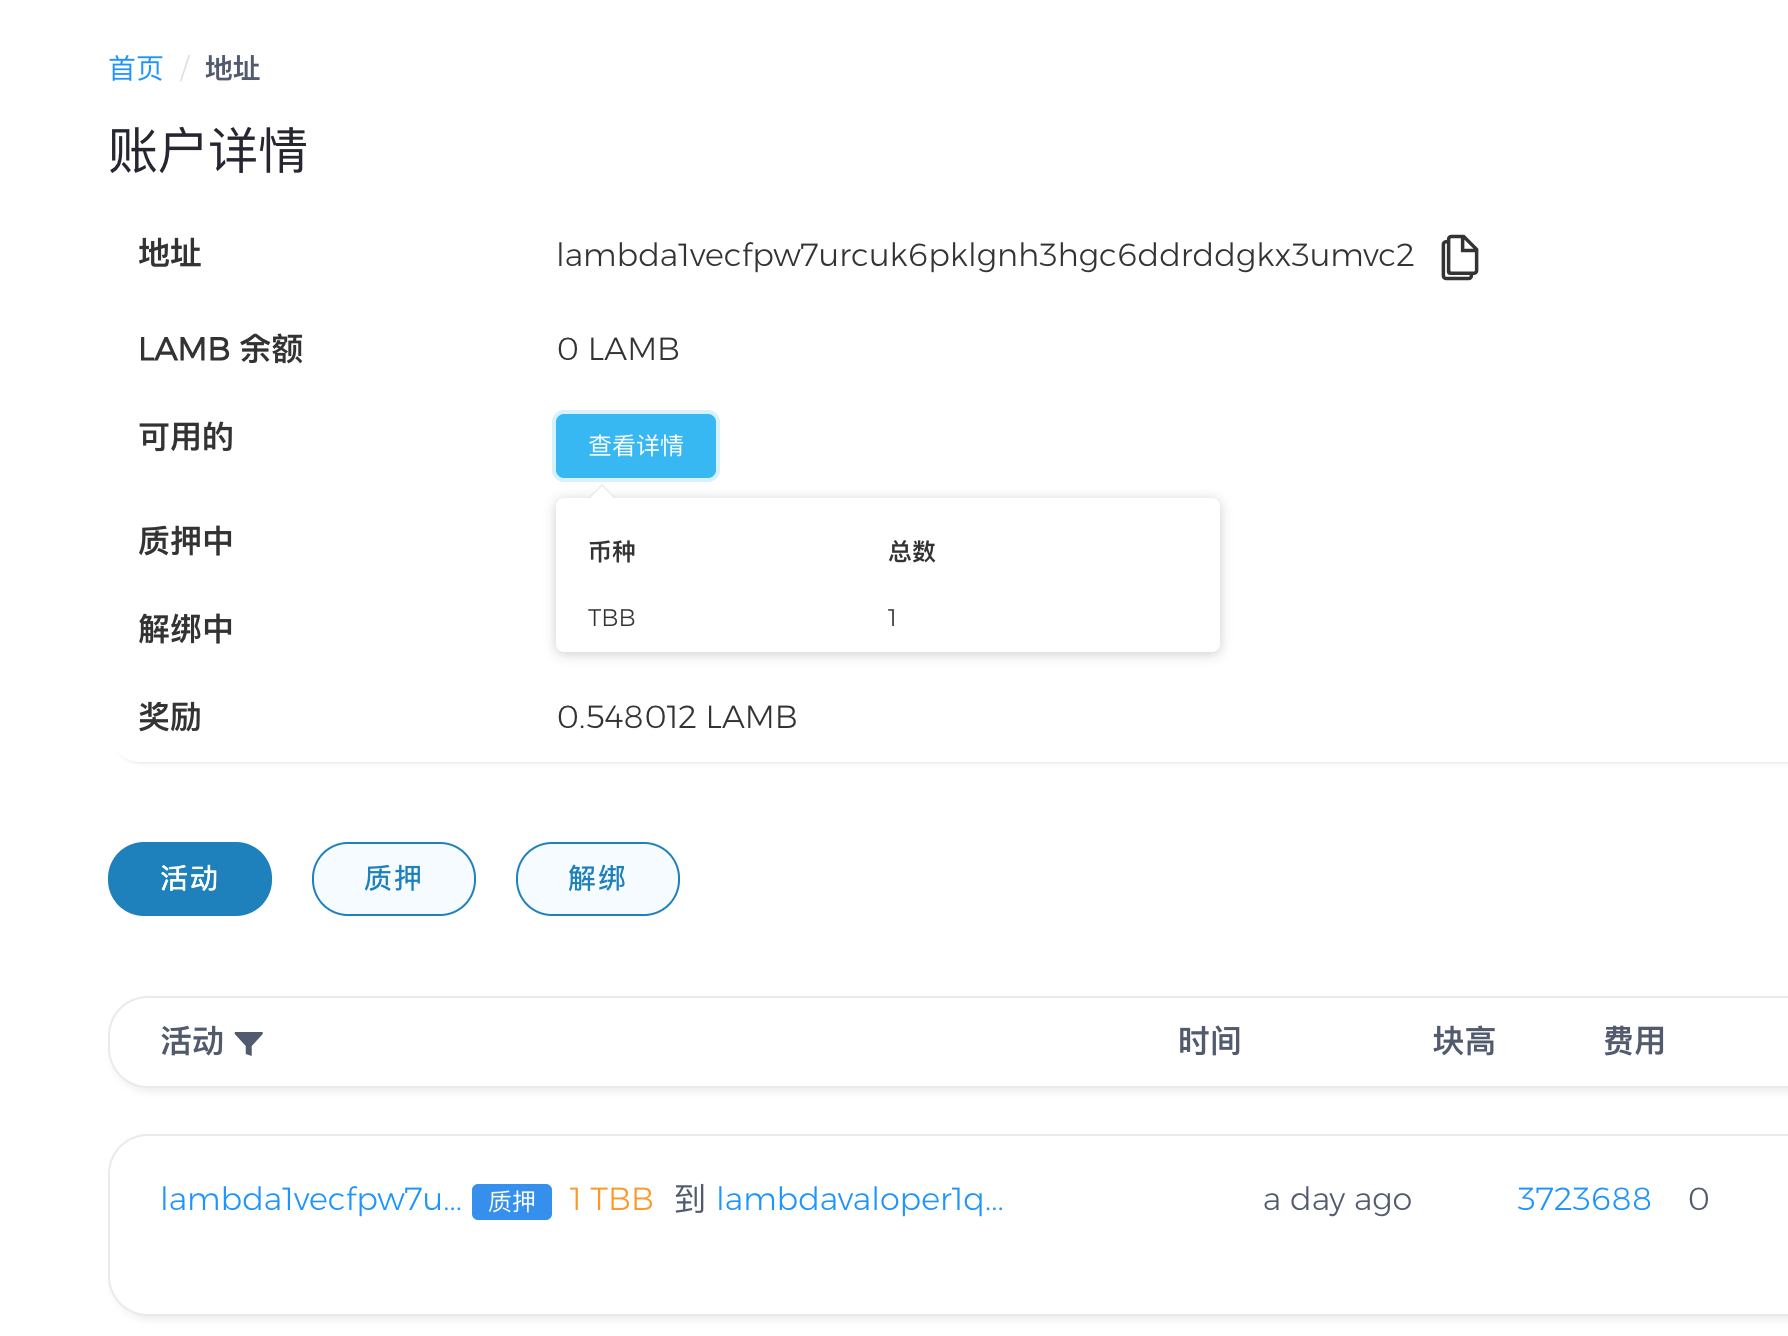 首页 / 地址
账户详情
地址 lambda1vecfpw7urcuk6pklgnh3hgc6ddrddgkx3umvc2
LAMB 余额 0 LAMB
可用的 查看详情
质押中
币种 总数
解绑中
TBB 1
奖励 0.548012 LAMB
活动 质押 解绑
活动 时间 块高 费用
lambda1vecfpw7u... 质押 1 TBB 到 lambdavaloper1q... a day ago 3723688 0